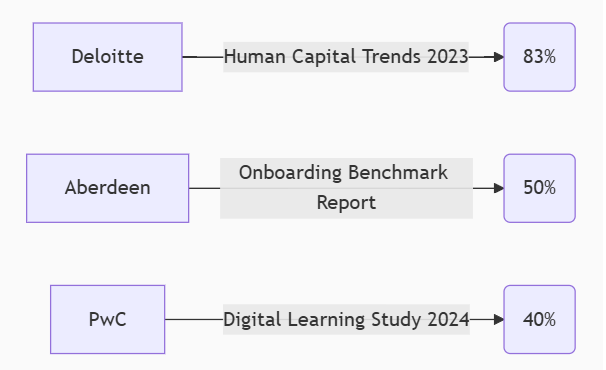 Deloitte
Human Capital Trends 2023
83%
Aberdeen
Onboarding Benchmark
Report
50%
PwC
Digital Learning Study 2024
40%